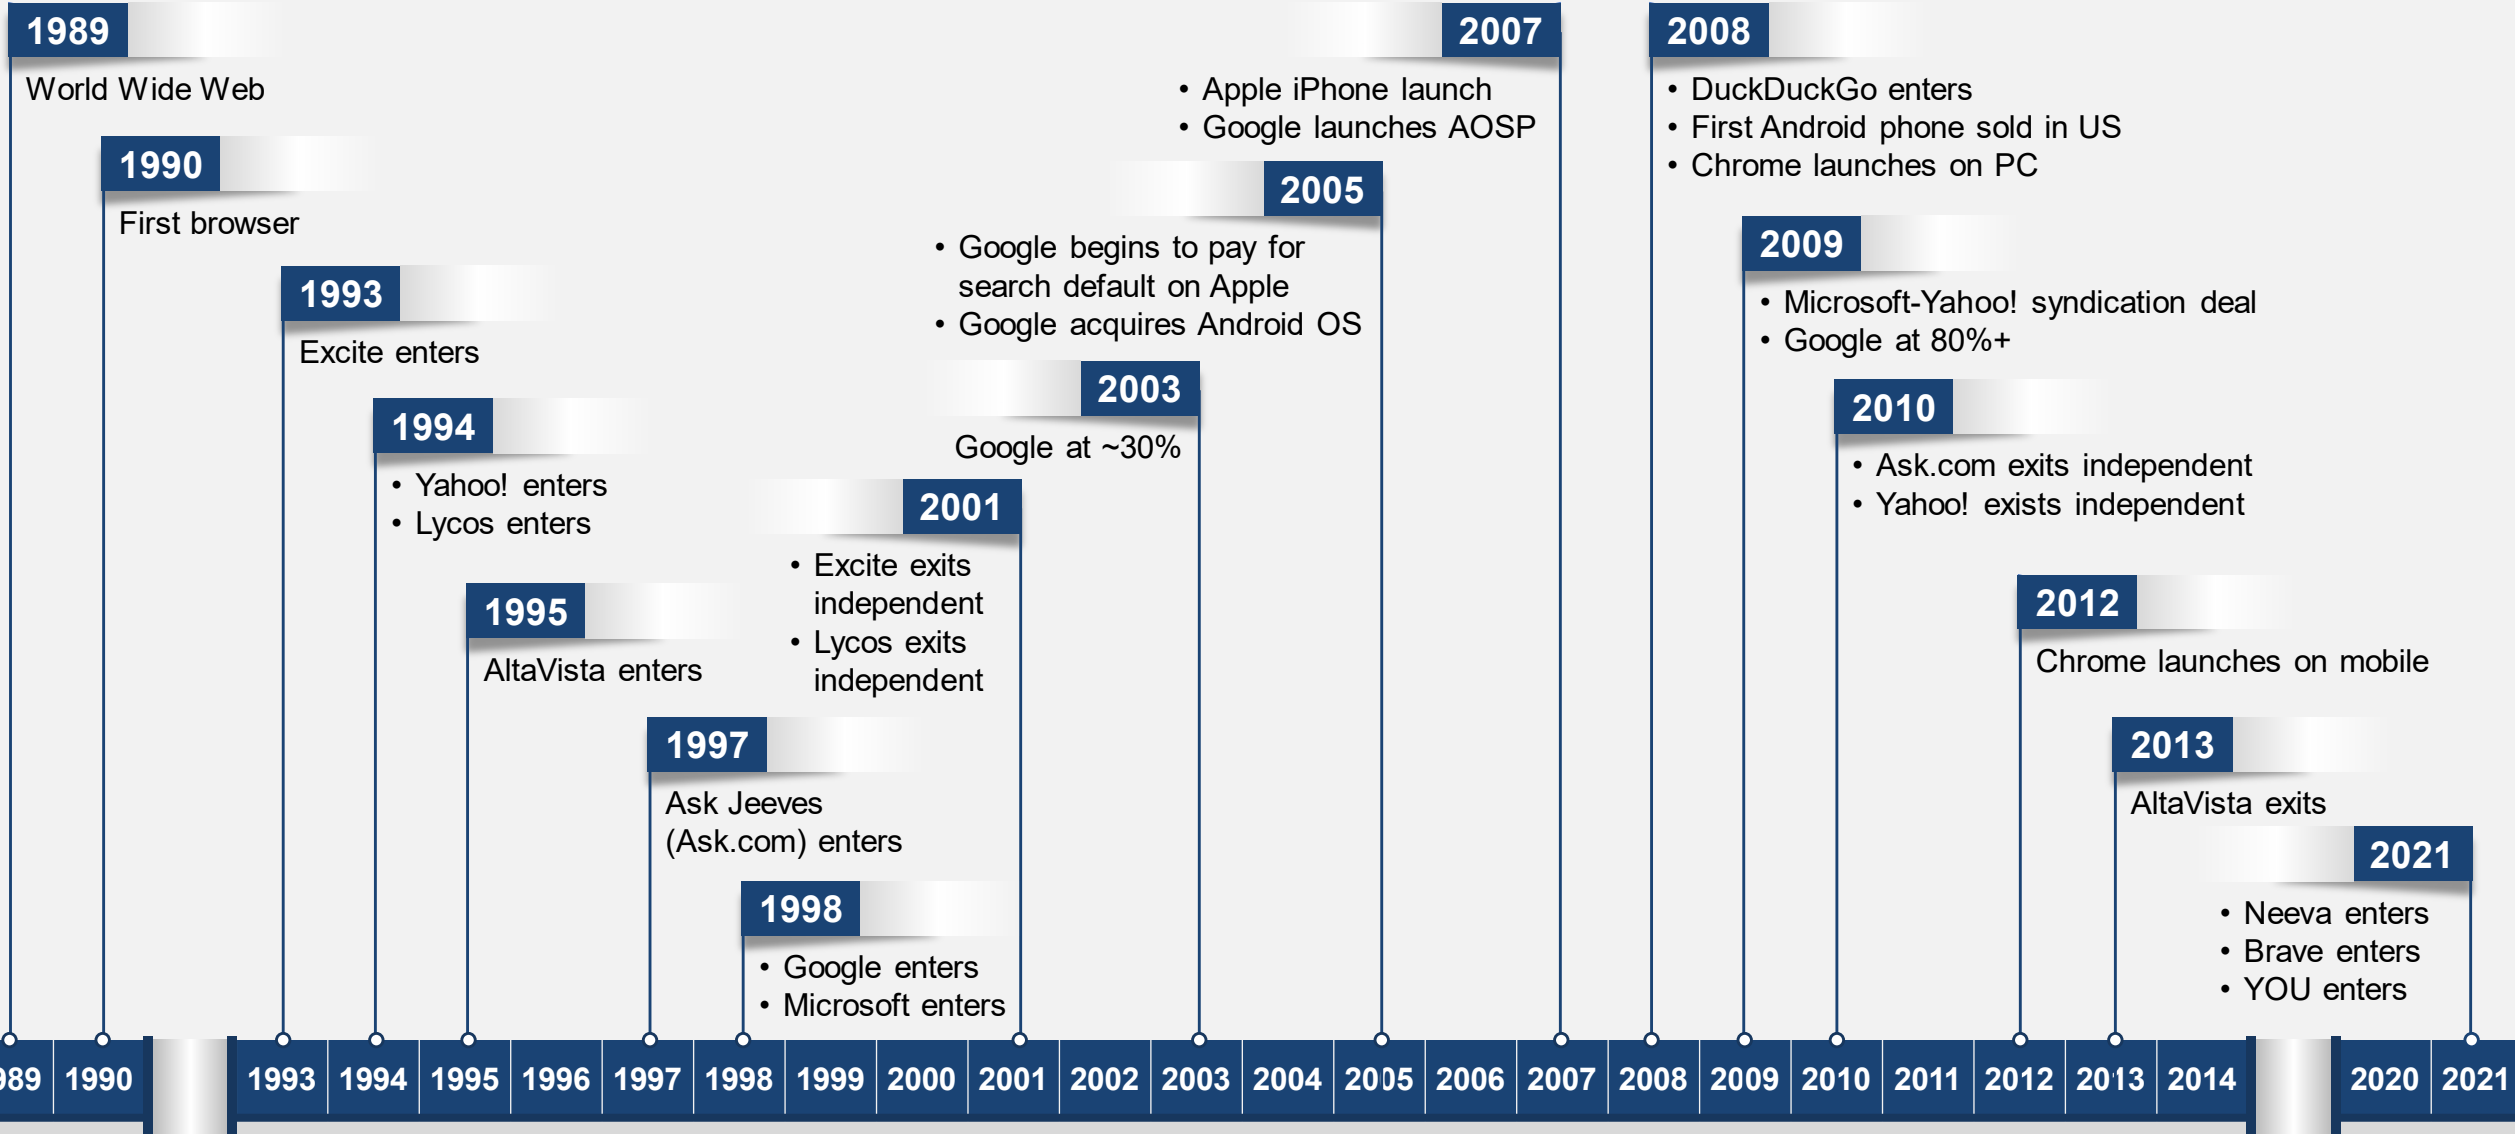 1989
World Wide Web
1990
First browser
1993
Excite enters
1994
• Yahoo! enters
• Lycos enters
1995
AltaVista enters
1997
Ask Jeeves
(Ask.com) enters
1998
• Google enters
• Microsoft enters
2001
• Excite exits
independent
• Lycos exits
independent
2003
Google at ~30%
2005
• Google begins to pay for
search default on Apple
• Google acquires Android OS
2007
• Apple iPhone launch
• Google launches AOSP
2008
• DuckDuckGo enters
• First Android phone sold in US
• Chrome launches on PC
2009
• Microsoft-Yahoo! syndication deal
• Google at 80%+
2010
• Ask.com exits independent
• Yahoo! exists independent
2012
Chrome launches on mobile
2013
AltaVista exits
2021
• Neeva enters
• Brave enters
• YOU enters
989 1990 1993 1994 1995 1996 1997 1998 1999 2000 2001 2002 2003 2004 2005 2006 2007 2008 2009 2010 2011 2012 2013 2014 2020 2021